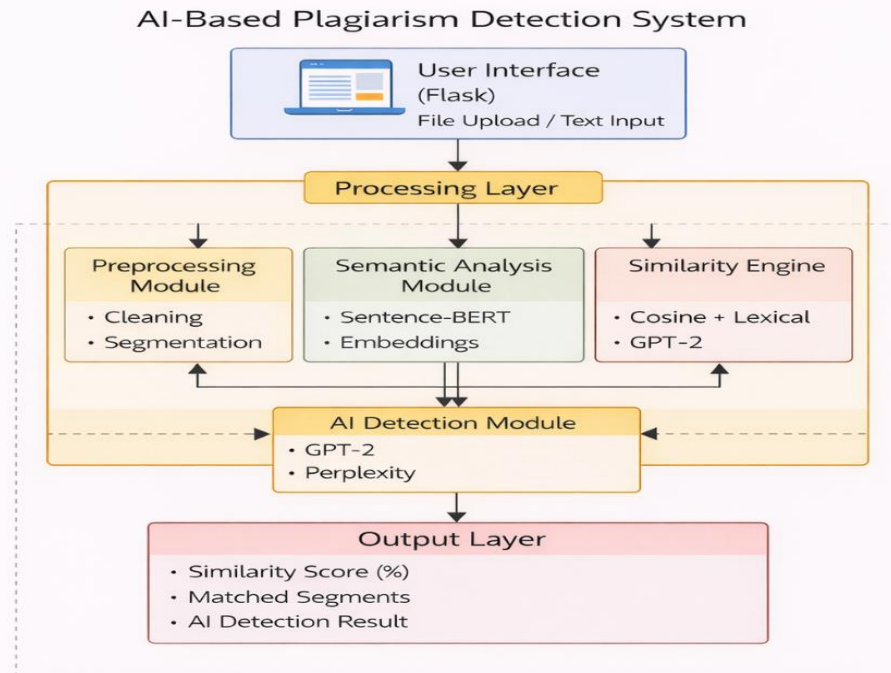 AI-Based Plagiarism Detection System
User Interface
(Flask)
File Upload / Text Input
Processing Layer
Preprocessing
Module
• Cleaning
• Segmentation
Semantic Analysis
Module
• Sentence-BERT
• Embeddings
Similarity Engine
• Cosine + Lexical
• GPT-2
AI Detection Module
• GPT-2
• Perplexity
Output Layer
• Similarity Score (%)
• Matched Segments
• AI Detection Result